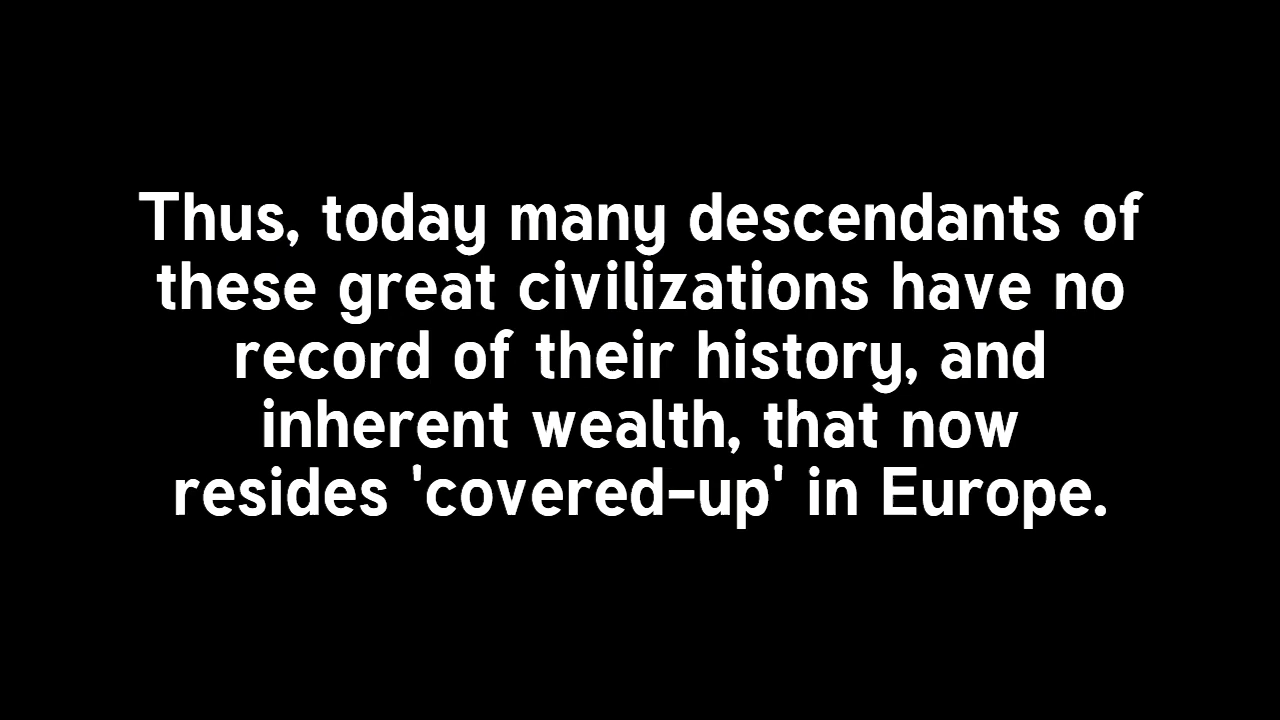 Thus, today many descendants of
these great civilizations have no
record of their history, and
inherent wealth, that now
resides 'covered-up' in Europe.